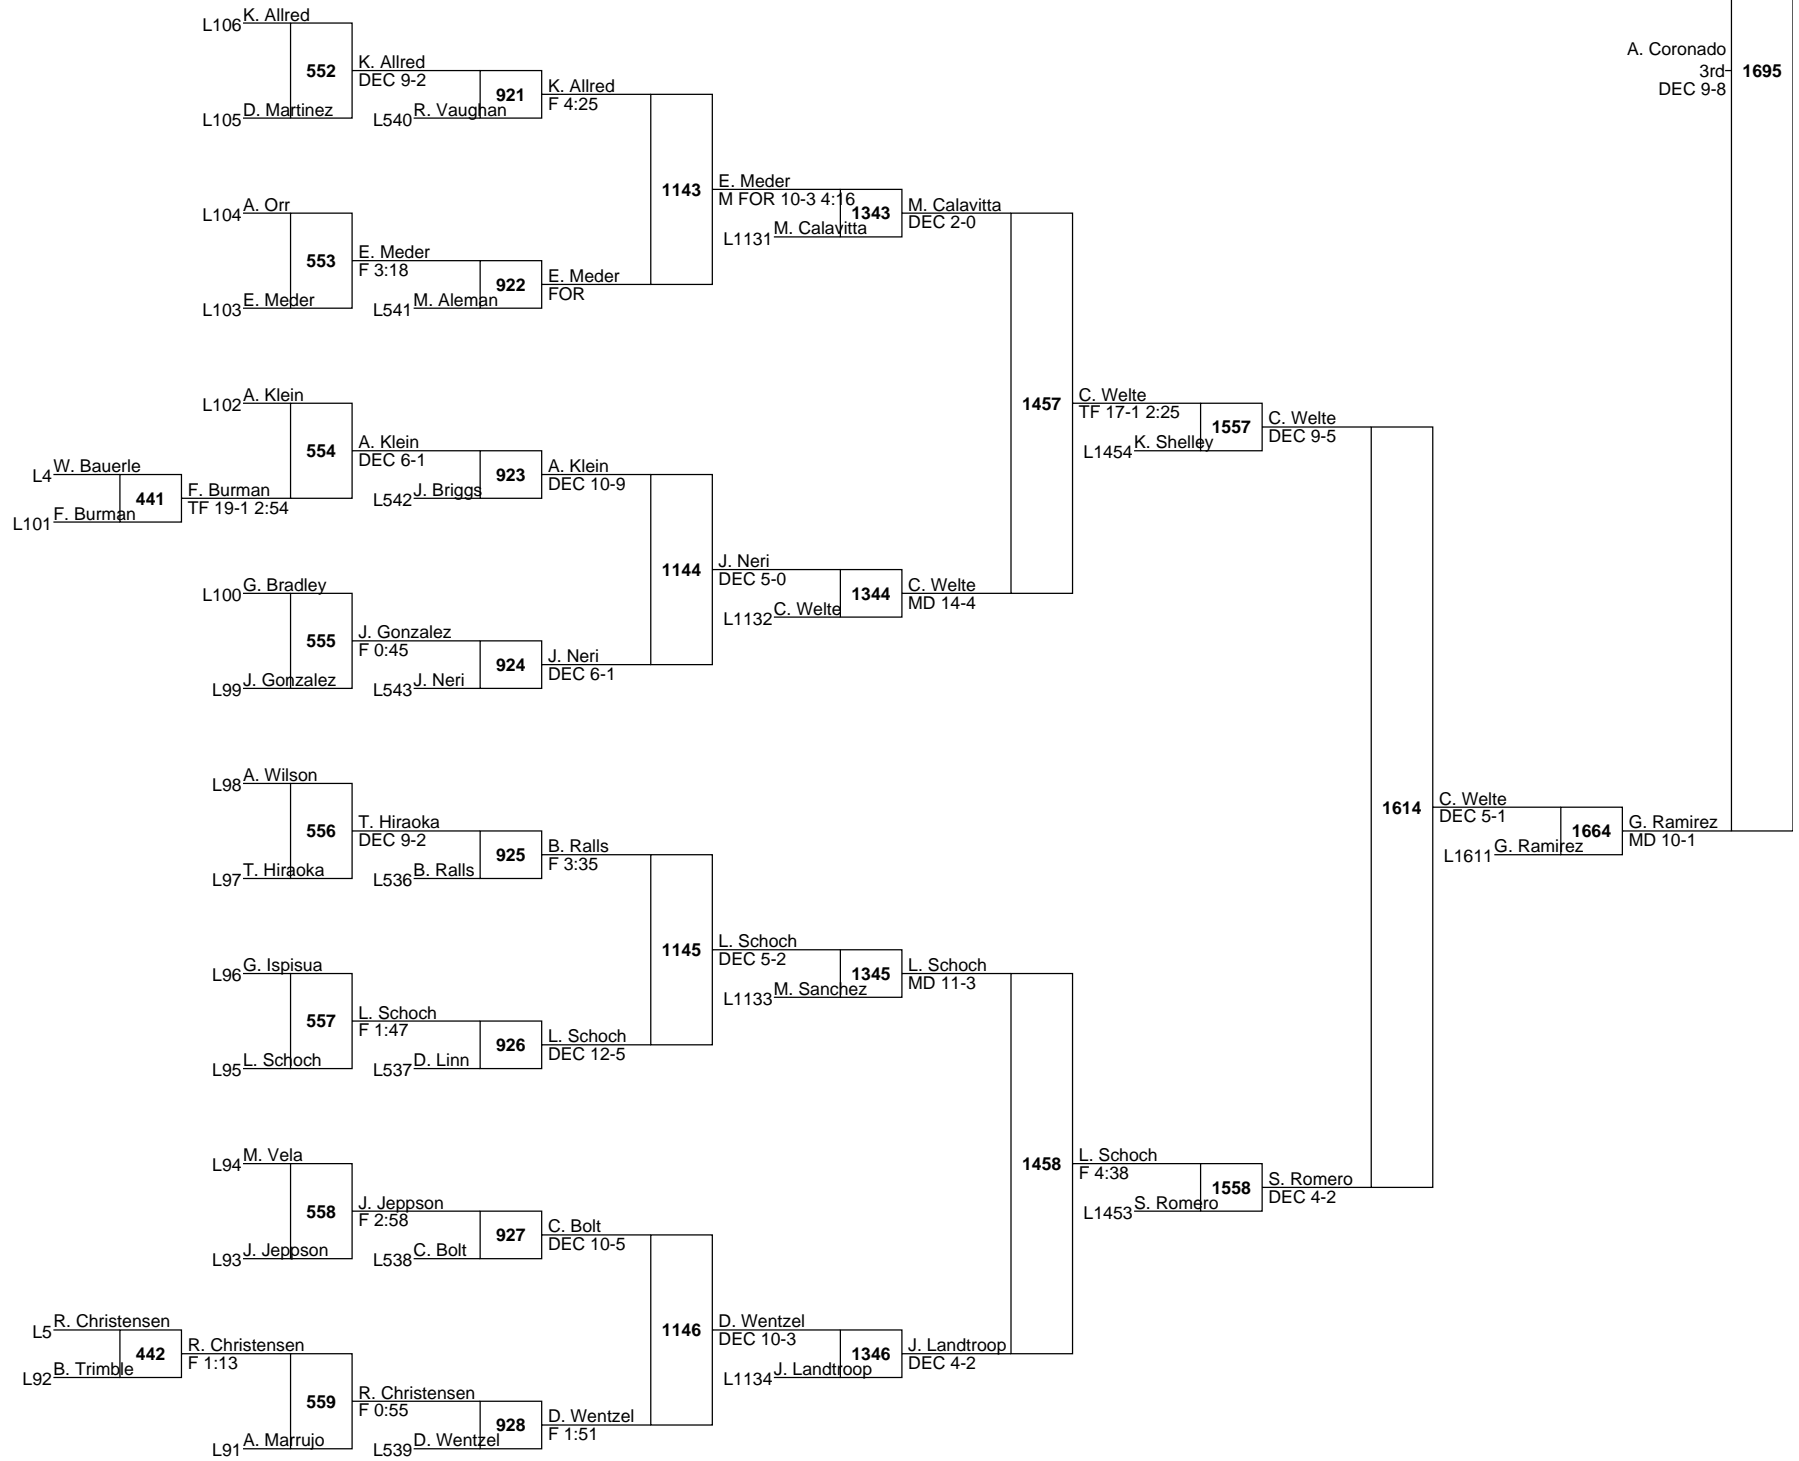 K. Allred
L106
552
K. Allred
DEC 9-2
D. Martinez
L105
921
R. Vaughan
L540
K. Allred
F 4:25
A. Orr
L104
553
E. Meder
F 3:18
E. Meder
L103
922
M. Aleman
L541
E. Meder
FOR
1143
E. Meder
M FOR 10-3 4:16
1343
M. Calavitta
L1131
M. Calavitta
DEC 2-0
A. Klein
L102
554
A. Klein
DEC 6-1
W. Bauerle
L4
441
F. Burman
L101
F. Burman
TF 19-1 2:54
923
J. Briggs
L542
A. Klein
DEC 10-9
G. Bradley
L100
555
J. Gonzalez
F 0:45
J. Gonzalez
L99
924
J. Neri
L543
J. Neri
DEC 6-1
1144
J. Neri
DEC 5-0
1344
C. Welte
L1132
C. Welte
MD 14-4
1457
C. Welte
TF 17-1 2:25
1557
K. Shelley
L1454
C. Welte
DEC 9-5
A. Wilson
L98
556
T. Hiraoka
DEC 9-2
T. Hiraoka
L97
925
B. Ralls
L536
B. Ralls
F 3:35
G. Ispisua
L96
557
L. Schoch
F 1:47
L. Schoch
L95
926
D. Linn
L537
L. Schoch
DEC 12-5
1145
L. Schoch
DEC 5-2
1345
M. Sanchez
L1133
L. Schoch
MD 11-3
M. Vela
L94
558
J. Jeppson
F 2:58
J. Jeppson
L93
927
C. Bolt
L538
C. Bolt
DEC 10-5
R. Christensen
L5
442
B. Trimble
L92
R. Christensen
F 1:13
559
A. Marrujo
L91
R. Christensen
F 0:55
928
D. Wentzel
L539
D. Wentzel
F 1:51
1146
D. Wentzel
DEC 10-3
1346
J. Landtroop
L1134
J. Landtroop
DEC 4-2
1458
L. Schoch
F 4:38
1558
S. Romero
L1453
S. Romero
DEC 4-2
1614
C. Welte
DEC 5-1
1664
G. Ramirez
L1611
G. Ramirez
MD 10-1
A. Coronado
3rd
DEC 9-8
1695